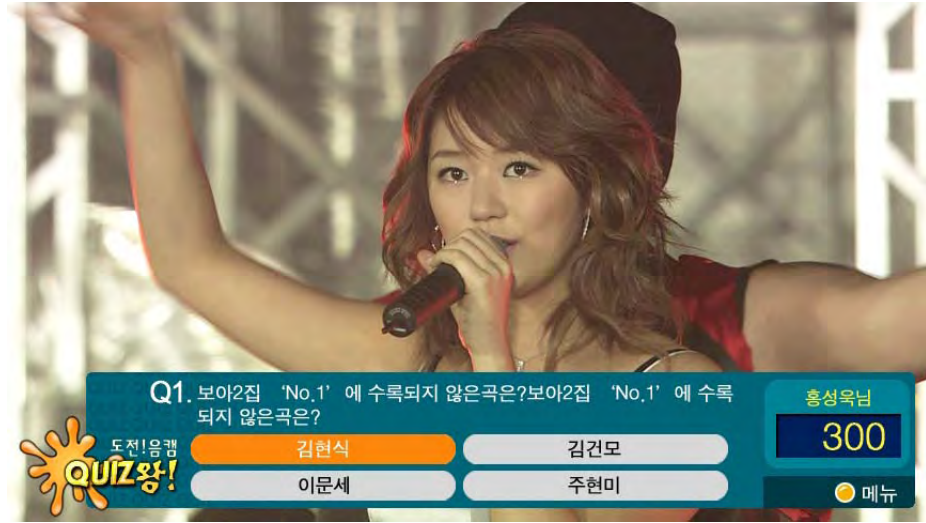 Q1. 보아2집 ‘No.1’ 에 수록되지 않은곡은?보아2집 ‘No.1’ 에 수록
되지 않은곡은?
홍성욱님
300
도전!음캠
QUIZ왕!
김현식
김건모
이문세
주현미
메뉴